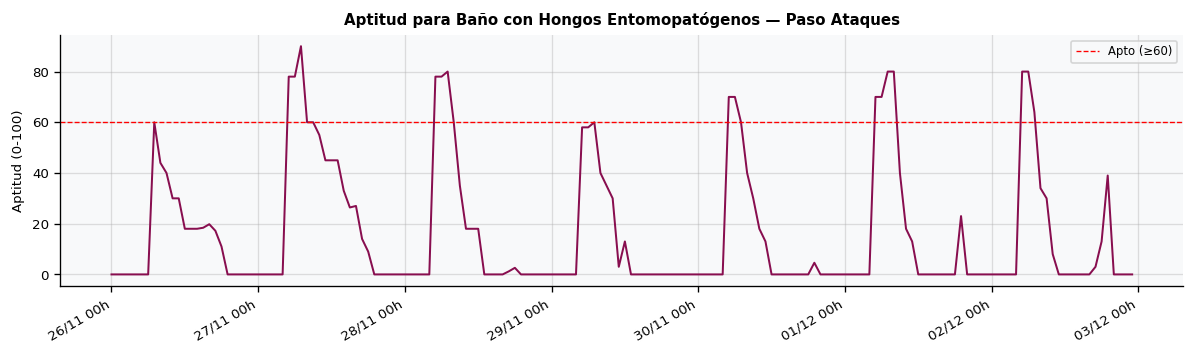 Aptitud para Baño con Hongos Entomopatógenos — Paso Ataques
Apto (≥60)
Aptitud (0-100)
80
60
40
20
0
26/11 00h
27/11 00h
28/11 00h
29/11 00h
30/11 00h
01/12 00h
02/12 00h
03/12 00h